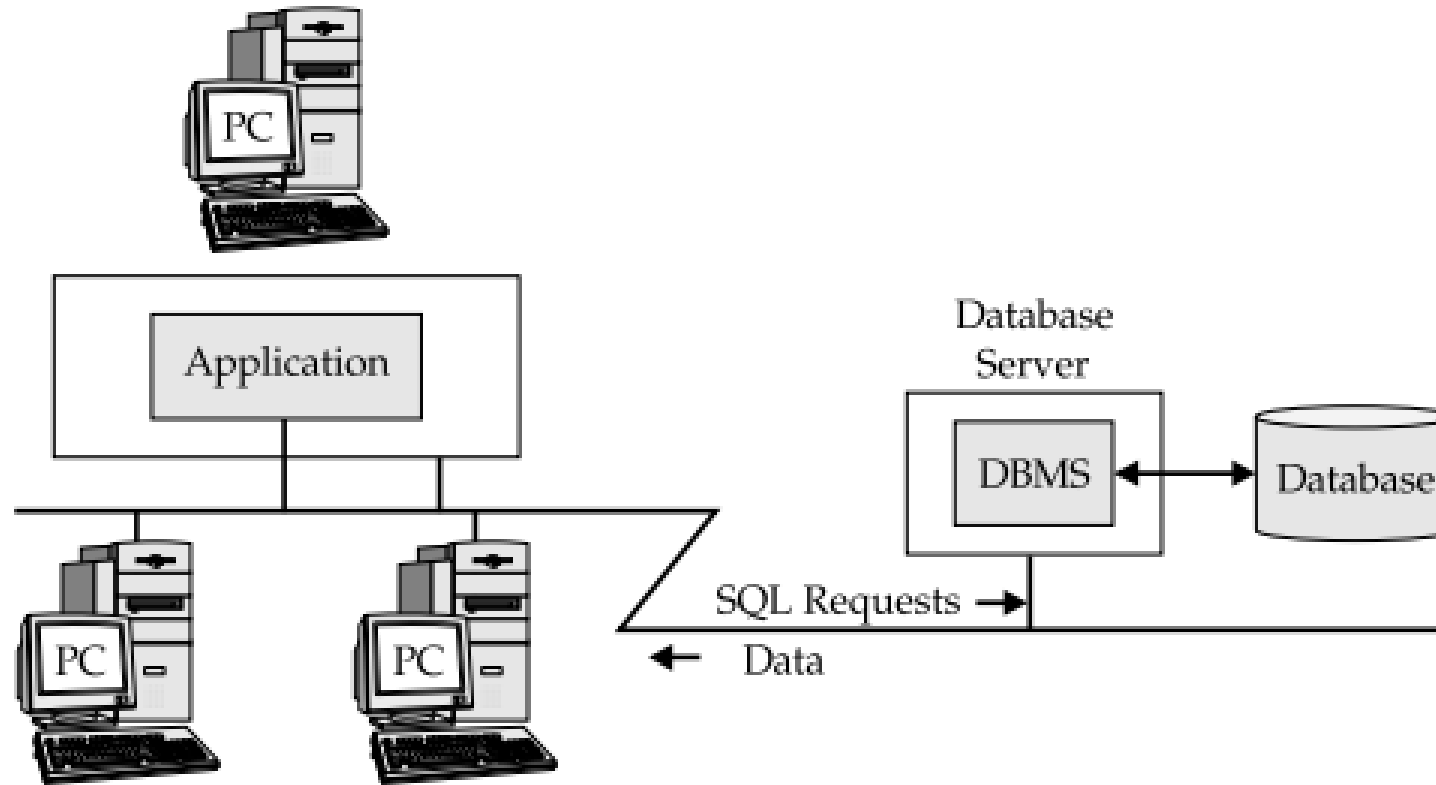 PC
Application
Database
Server
DBMS
Database
SQL Requests
Data
PC
PC